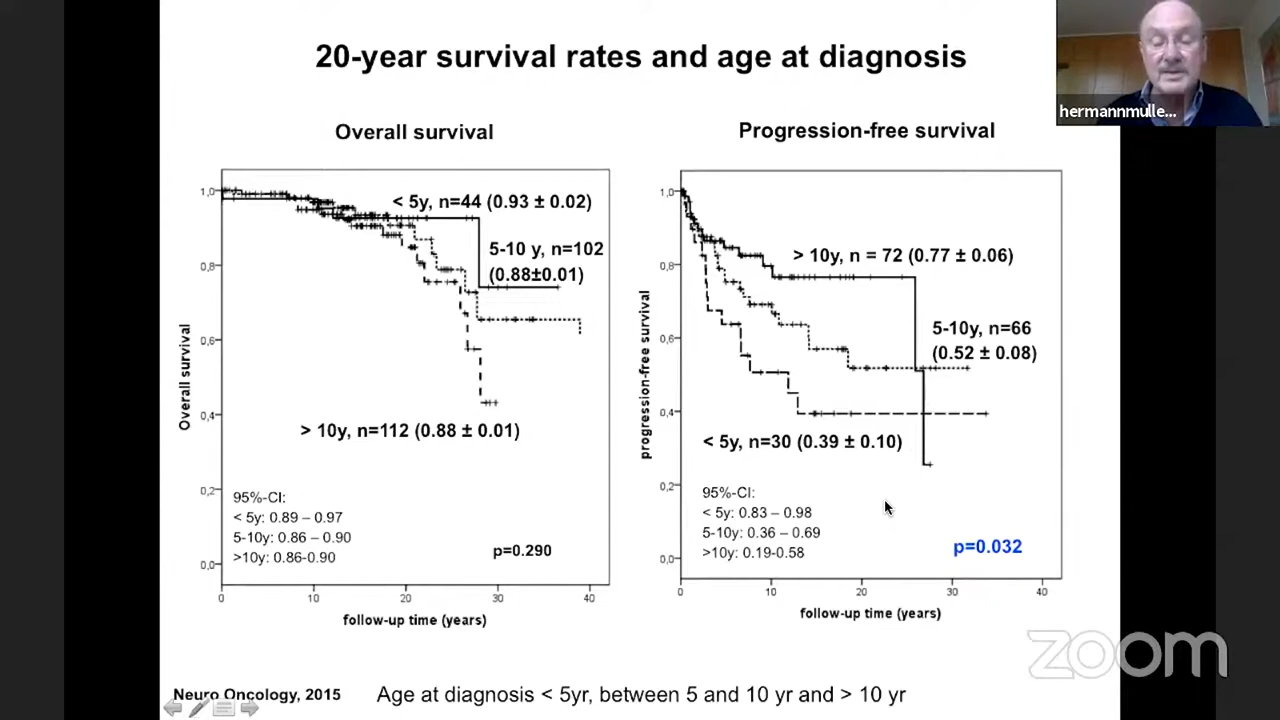 20-year survival rates and age at diagnosis
hermannmulle...
Overall survival
Progression-free survival
Overall survival
1,0
0,8
0,6
0,4
0,2
0,0
< 5y, n=44 (0.93 ± 0.02)
5-10 y, n=102
(0.88±0.01)
> 10y, n=112 (0.88 ± 0.01)
95%-CI:
< 5y: 0.89 – 0.97
5-10y: 0.86 – 0.90
>10y: 0.86-0.90
p=0.290
0
10
20
30
40
follow-up time (years)
progression-free survival
1,0
0,8
0,6
0,4
0,2
0,0
> 10y, n = 72 (0.77 ± 0.06)
5-10y, n=66
(0.52 ± 0.08)
< 5y, n=30 (0.39 ± 0.10)
95%-CI:
< 5y: 0.83 – 0.98
5-10y: 0.36 – 0.69
>10y: 0.19-0.58
p=0.032
0
10
20
30
40
follow-up time (years)
zoom
Neuro Oncology, 2015
Age at diagnosis < 5yr, between 5 and 10 yr and > 10 yr